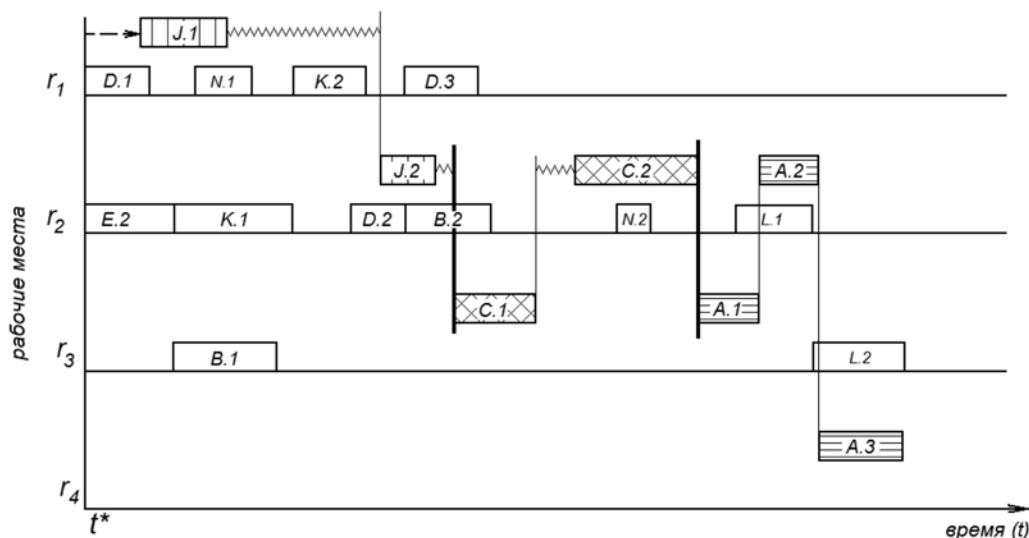 J.1
r1 D.1 N.1 K.2 D.3
J.2 C.2 A.2
r2 E.2 K.1 D.2 B.2 N.2 L.1
C.1 A.1
рабочие места
r3 B.1 L.2
A.3
r4
t* время (t)